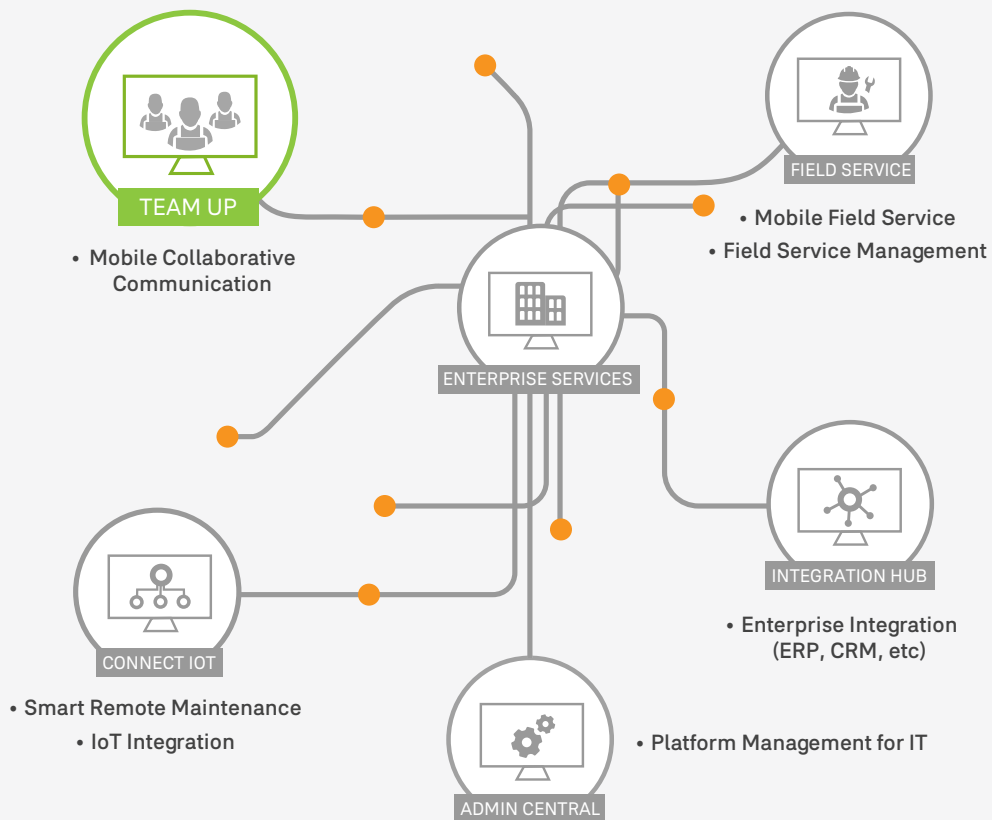 TEAM UP
• Mobile Collaborative
Communication
FIELD SERVICE
• Mobile Field Service
• Field Service Management
ENTERPRISE SERVICES
INTEGRATION HUB
• Enterprise Integration
(ERP, CRM, etc)
CONNECT IOT
• Smart Remote Maintenance
• IoT Integration
ADMIN CENTRAL
• Platform Management for IT